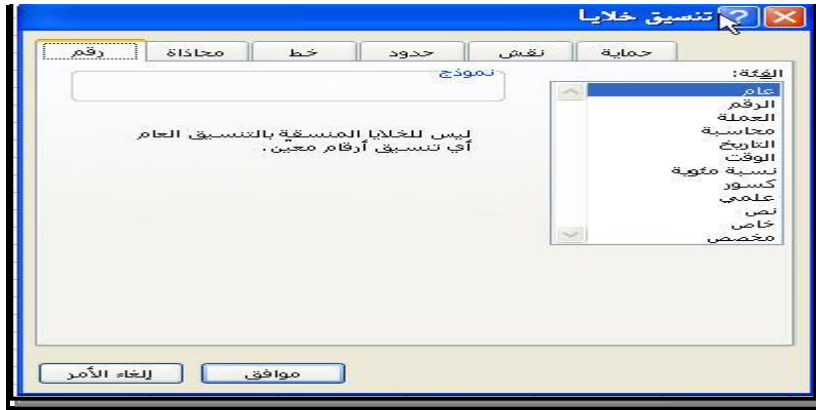 تنسيق خلايا
رقم محاذاة خط حدود نقش حماية
الفئة:
عام
الرقم
العملة
محاسبة
التاريخ
الوقت
نسبة مئوية
كسور
علمي
نص
خاص
مخصص
نموذج
ليس للخلايا المنسقة بالتنسيق العام
أي تنسيق أرقام معين.
موافق
إلغاء الأمر